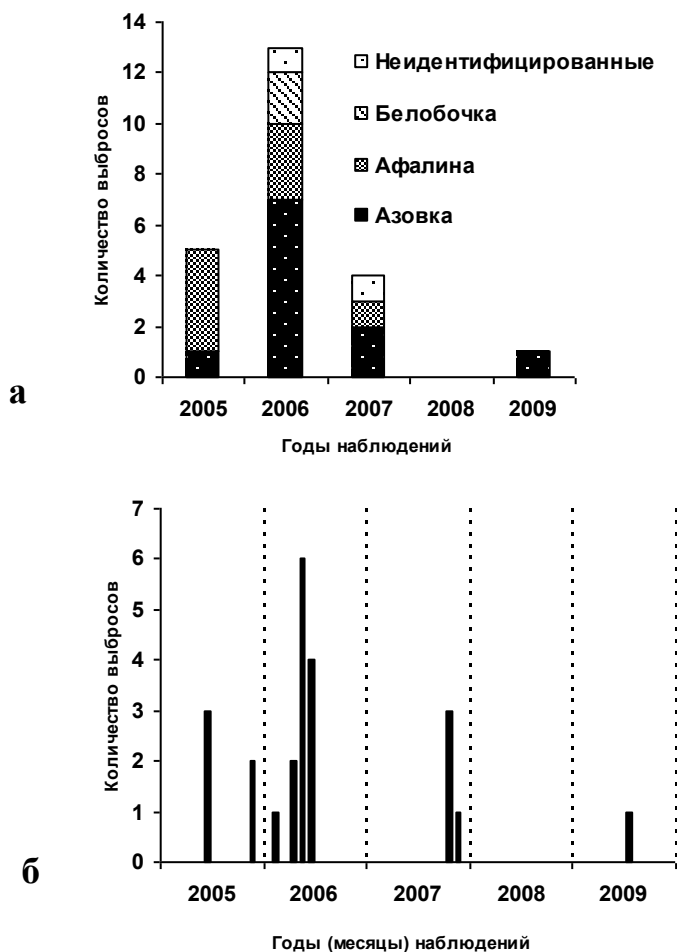 14
12
10
8
6
4
2
0
Количество выбросов
Неидентифицированные
Белобочка
Афалина
Азовка
2005 2006 2007 2008 2009
Годы наблюдений
а
7
6
5
4
3
2
1
0
Количество выбросов
2005 2006 2007 2008 2009
Годы (месяцы) наблюдений
б